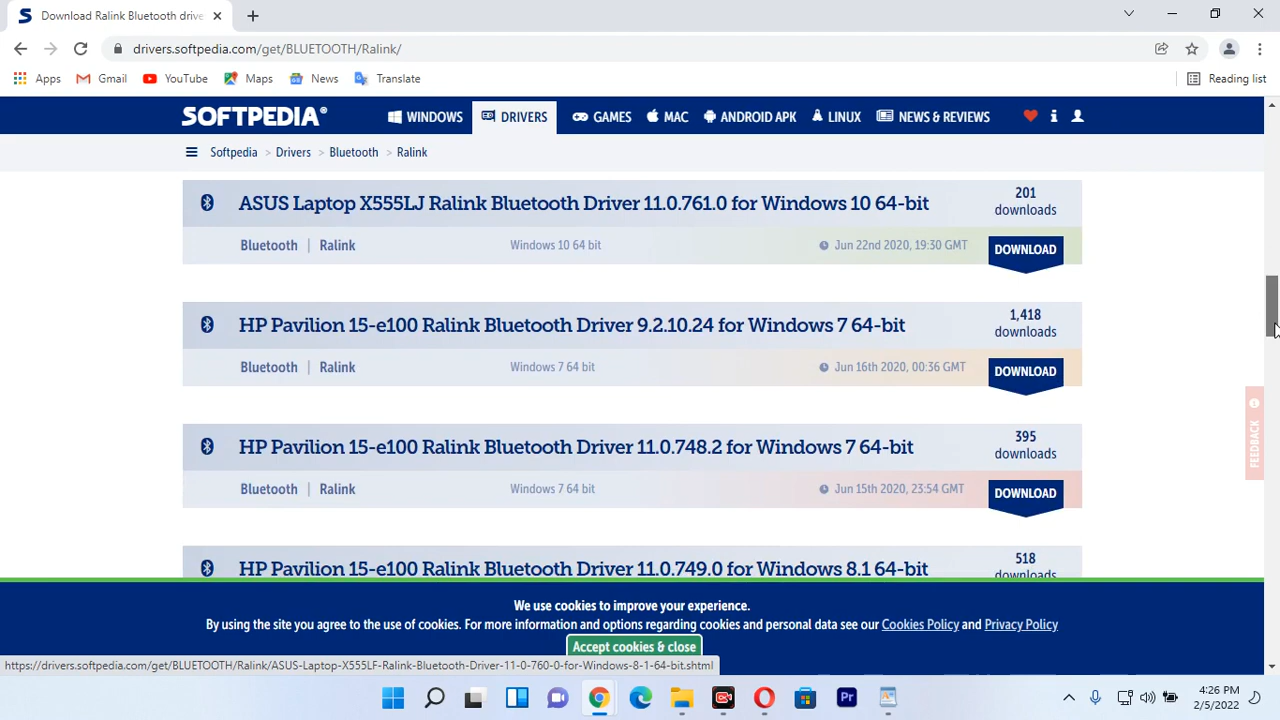 Download Ralink Bluetooth drive
drivers.softpedia.com/get/BLUETOOTH/Ralink/
Apps Gmail YouTube Maps News Translate Reading list
SOFTPEDIA® WINDOWS DRIVERS GAMES MAC ANDROID APK LINUX NEWS & REVIEWS
Softpedia > Drivers > Bluetooth > Ralink
ASUS Laptop X555LJ Ralink Bluetooth Driver 11.0.761.0 for Windows 10 64-bit
201
downloads
Bluetooth | Ralink Windows 10 64 bit Jun 22nd 2020, 19:30 GMT DOWNLOAD
HP Pavilion 15-e100 Ralink Bluetooth Driver 9.2.10.24 for Windows 7 64-bit
1,418
downloads
Bluetooth | Ralink Windows 7 64 bit Jun 16th 2020, 00:36 GMT DOWNLOAD
HP Pavilion 15-e100 Ralink Bluetooth Driver 11.0.748.2 for Windows 7 64-bit
395
downloads
Bluetooth | Ralink Windows 7 64 bit Jun 15th 2020, 23:54 GMT DOWNLOAD
HP Pavilion 15-e100 Ralink Bluetooth Driver 11.0.749.0 for Windows 8.1 64-bit
518
downloads
FEEDBACK
We use cookies to improve your experience.
By using the site you agree to the use of cookies. For more information and options regarding cookies and personal data see our Cookies Policy and Privacy Policy
Accept cookies & close
https://drivers.softpedia.com/get/BLUETOOTH/Ralink/ASUS-Laptop-X555LF-Ralink-Bluetooth-Driver-11-0-760-0-for-Windows-8-1-64-bit.shtml
Pr
4:26 PM
2/5/2022